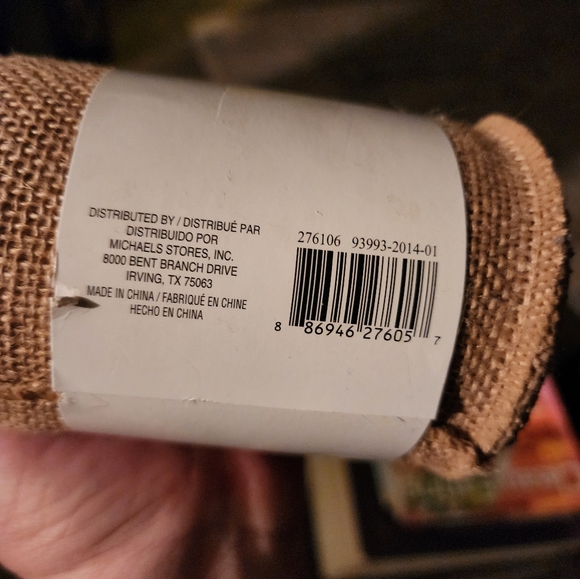 DISTRIBUTED BY / DISTRIBUÉ PAR
DISTRIBUIDO POR
MICHAELS STORES, INC.
8000 BENT BRANCH DRIVE
IRVING, TX 75063
MADE IN CHINA / FABRIQUÉ EN CHINE
HECHO EN CHINA
276106 93993-2014-01
8 86946 27605 7